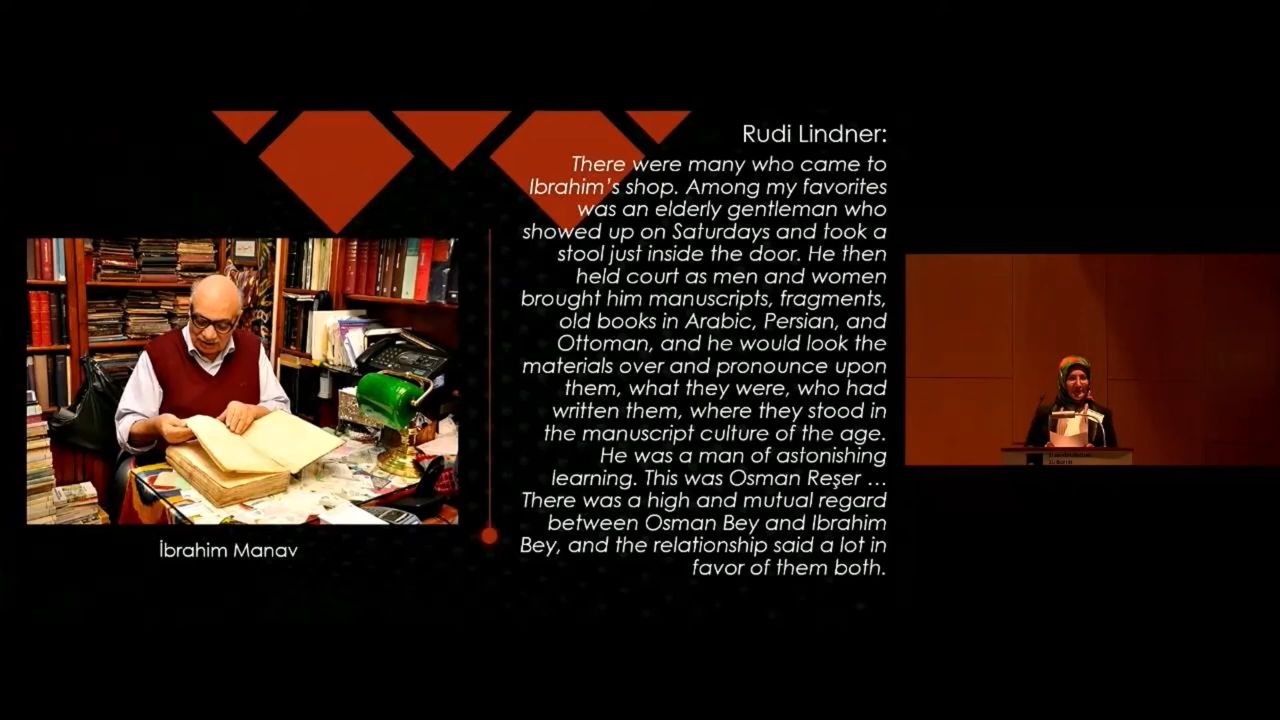 Rudi Lindner:
There were many who came to
Ibrahim's shop. Among my favorites
was an elderly gentleman who
showed up on Saturdays and took a
stool just inside the door. He then
held court as men and women
brought him manuscripts, fragments,
old books in Arabic, Persian, and
Ottoman, and he would look the
materials over and pronounce upon
them, what they were, who had
written them, where they stood in
the manuscript culture of the age.
He was a man of astonishing
learning. This was Osman Reşer ...
There was a high and mutual regard
between Osman Bey and Ibrahim
Bey, and the relationship said a lot in
favor of them both.
İbrahim Manav